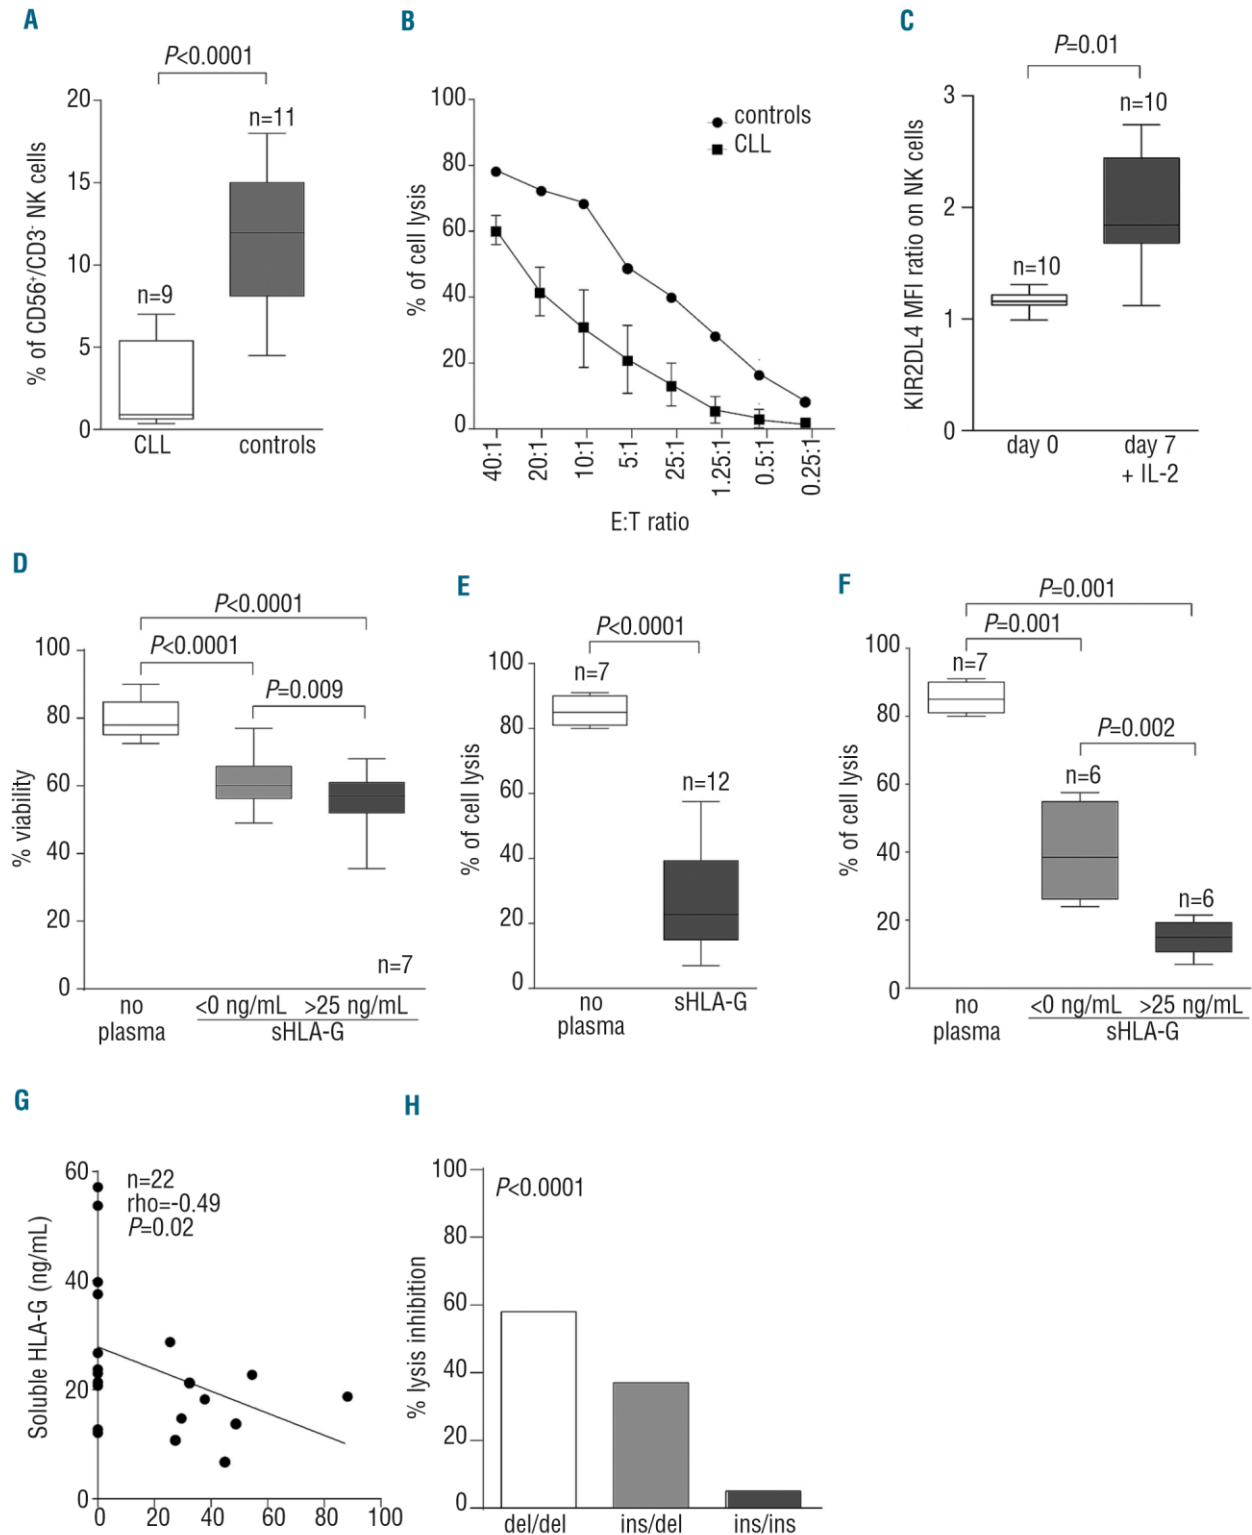 A
P<0.0001
20
15
10
5
0
% of CD56+/CD3- NK cells
n=9
n=11
CLL
controls
B
100
80
60
40
20
0
% of cell lysis
controls
CLL
40:1
20:1
10:1
5:1
25:1
1.25:1
0.5:1
0.25:1
E:T ratio
C
P=0.01
3
2
1
0
KIR2DL4 MFI ratio on NK cells
n=10
n=10
day 0
day 7
+ IL-2
D
P<0.0001
P<0.0001
P=0.009
100
80
60
40
20
0
% viability
n=7
no
plasma
<0 ng/mL
>25 ng/mL
sHLA-G
E
P<0.0001
100
80
60
40
20
0
% of cell lysis
n=7
n=12
no
plasma
sHLA-G
F
P=0.001
P=0.001
P=0.002
100
80
60
40
20
0
% of cell lysis
n=7
n=6
n=6
no
plasma
<0 ng/mL
>25 ng/mL
sHLA-G
G
60
40
20
0
Soluble HLA-G (ng/mL)
n=22
rho=-0.49
P=0.02
0
20
40
60
80
100
H
100
80
60
40
20
0
% lysis inhibition
P<0.0001
del/del
ins/del
ins/ins